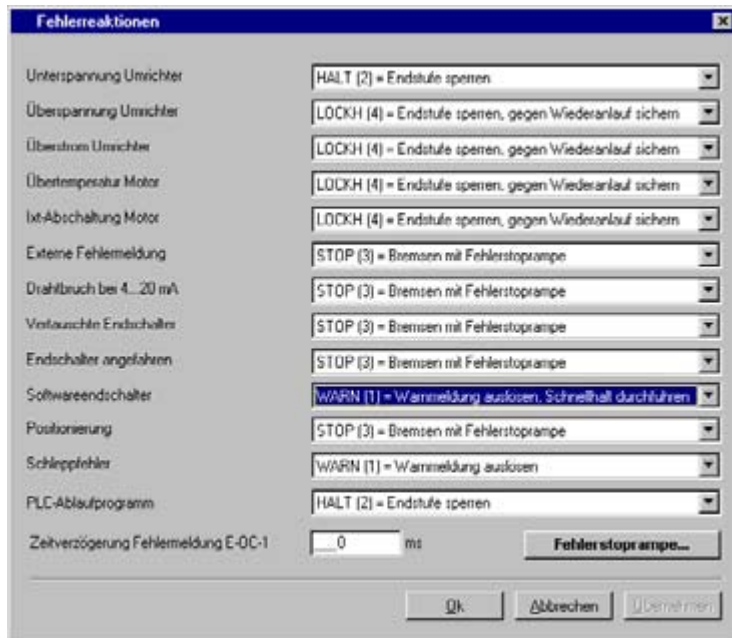 Fehlerreaktionen
Unterspannung Umrichter HALT (2) = Endstufe sperren
Überspannung Umrichter LOCKH (4) = Endstufe sperren, gegen Wiederanlauf sichern
Überstrom Umrichter LOCKH (4) = Endstufe sperren, gegen Wiederanlauf sichern
Übertemperatur Motor LOCKH (4) = Endstufe sperren, gegen Wiederanlauf sichern
Ixt-Abschaltung Motor LOCKH (4) = Endstufe sperren, gegen Wiederanlauf sichern
Externe Fehlermeldung STOP (3) = Bremsen mit Fehlerstoprampe
Drahtbruch bei 4...20 mA STOP (3) = Bremsen mit Fehlerstoprampe
Vertauschte Endschalter STOP (3) = Bremsen mit Fehlerstoprampe
Endschalter angefahren STOP (3) = Bremsen mit Fehlerstoprampe
Softwareendschalter WARN (1) = Warnmeldung auslösen, Schnellhalt durchführen
Positionierung STOP (3) = Bremsen mit Fehlerstoprampe
Schleppfehler WARN (1) = Warnmeldung auslösen
PLC-Ablaufprogramm HALT (2) = Endstufe sperren
Zeitverzögerung Fehlermeldung E-OC-1 __0 ms Fehlerstoprampe...
Ok Abbrechen Übernehmen